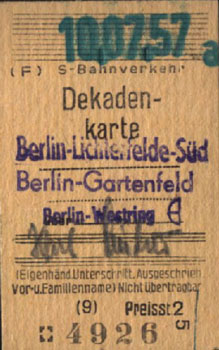 10.07.57 a
(F) S-Bahnverkehr
Dekaden-
karte
Berlin-Lichterfelde-Süd
Berlin-Gartenfeld
Berlin-Westring A
(Eigenhänd.Unterschrift, Ausgeschrieb
Vor-u.Familienname) Nicht übertragbar
(9) Preisst 2
4926 5